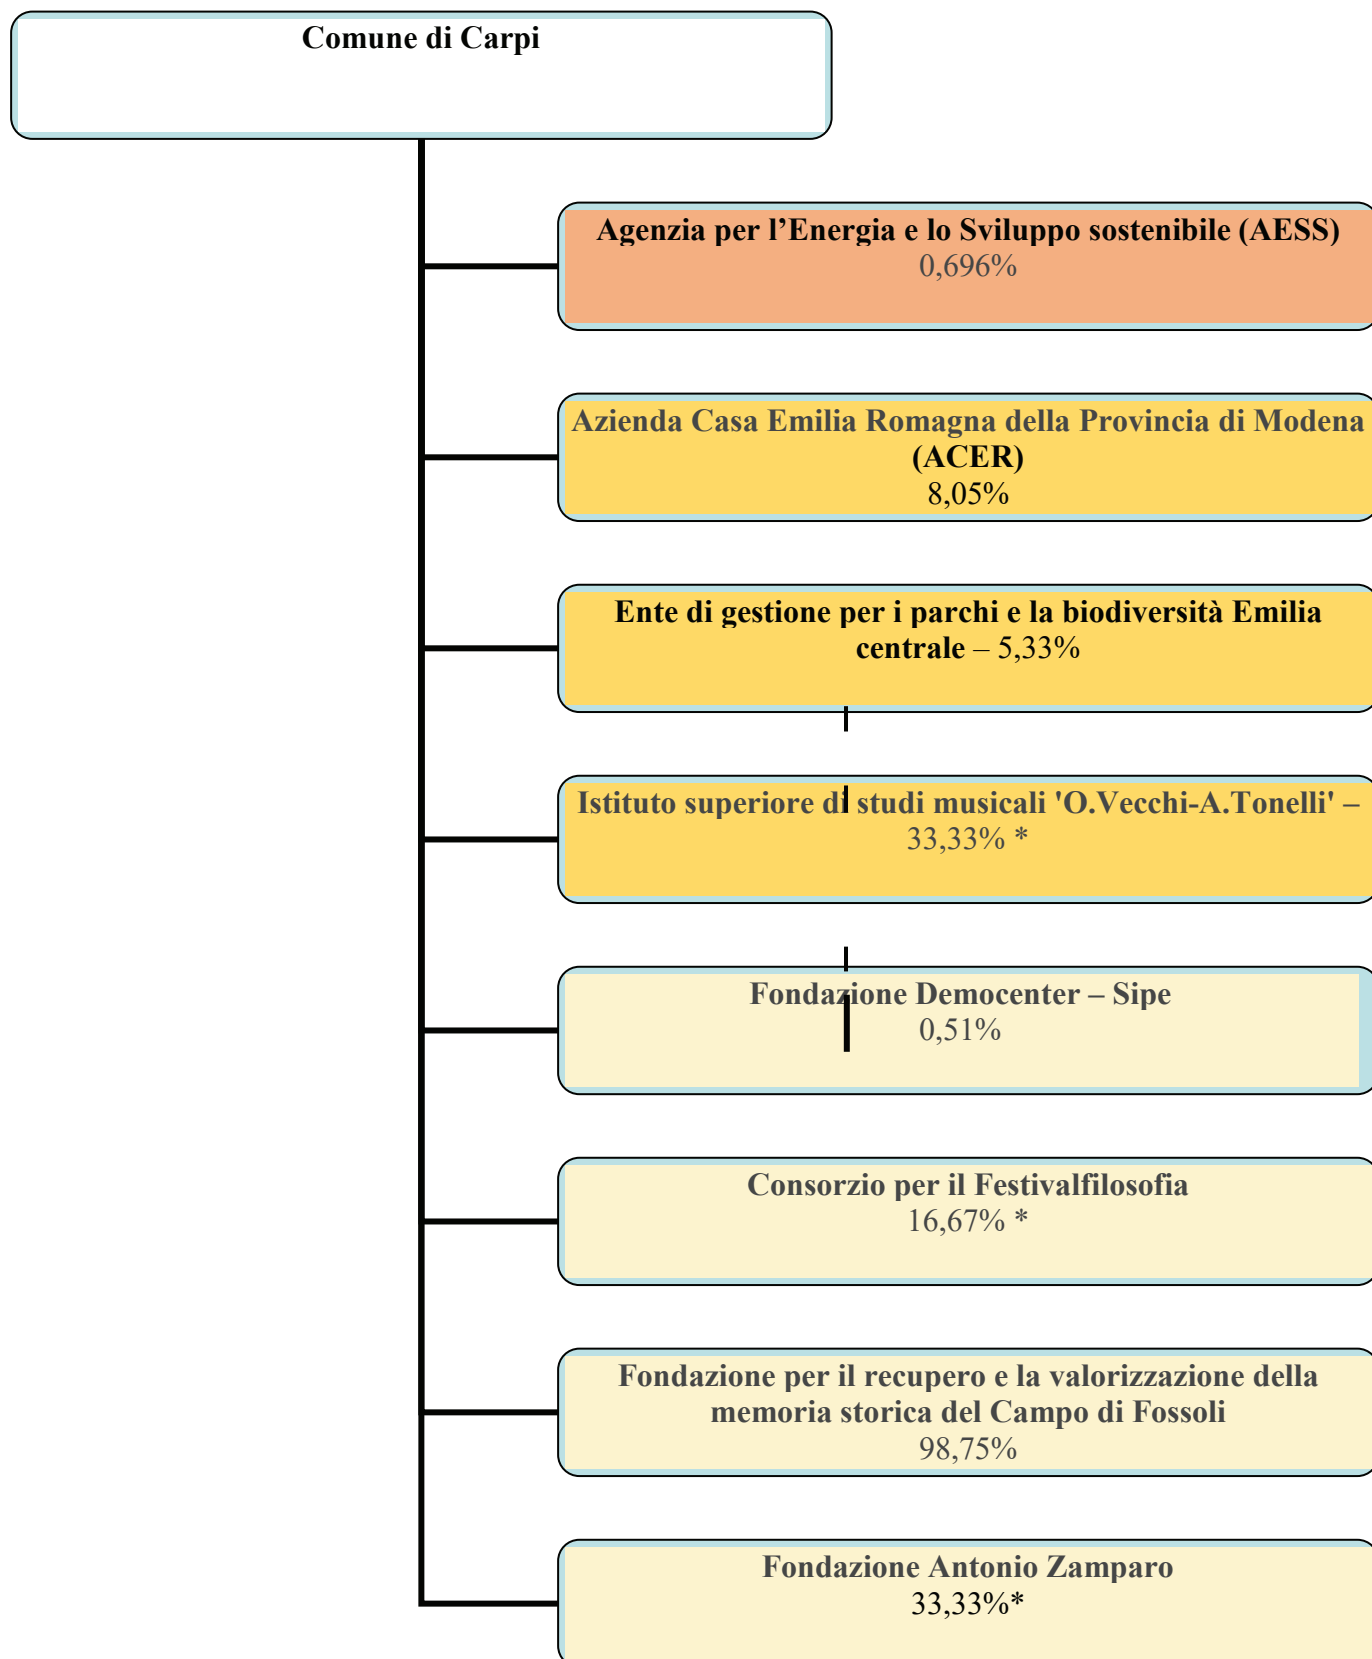 Comune di Carpi
Agenzia per l’Energia e lo Sviluppo sostenibile (AESS)
0,696%
Azienda Casa Emilia Romagna della Provincia di Modena
(ACER)
8,05%
Ente di gestione per i parchi e la biodiversità Emilia
centrale – 5,33%
Istituto superiore di studi musicali 'O.Vecchi-A.Tonelli' –
33,33% *
Fondazione Democenter – Sipe
0,51%
Consorzio per il Festivalfilosofia
16,67% *
Fondazione per il recupero e la valorizzazione della
memoria storica del Campo di Fossoli
98,75%
Fondazione Antonio Zamparo
33,33%*